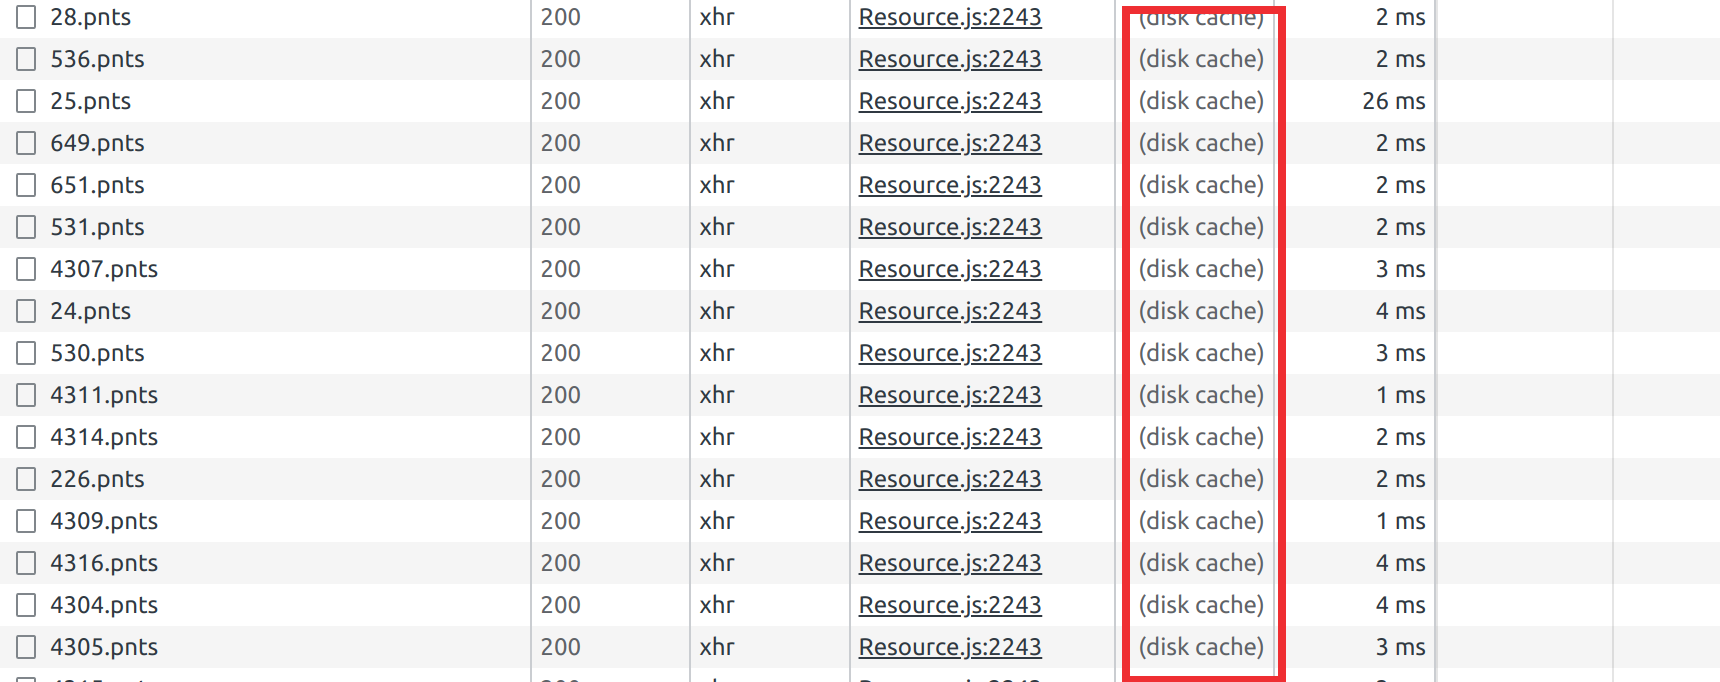 28.pnts 200 xhr Resource.js:2243 (disk cache) 2 ms
536.pnts 200 xhr Resource.js:2243 (disk cache) 2 ms
25.pnts 200 xhr Resource.js:2243 (disk cache) 26 ms
649.pnts 200 xhr Resource.js:2243 (disk cache) 2 ms
651.pnts 200 xhr Resource.js:2243 (disk cache) 2 ms
531.pnts 200 xhr Resource.js:2243 (disk cache) 2 ms
4307.pnts 200 xhr Resource.js:2243 (disk cache) 3 ms
24.pnts 200 xhr Resource.js:2243 (disk cache) 4 ms
530.pnts 200 xhr Resource.js:2243 (disk cache) 3 ms
4311.pnts 200 xhr Resource.js:2243 (disk cache) 1 ms
4314.pnts 200 xhr Resource.js:2243 (disk cache) 2 ms
226.pnts 200 xhr Resource.js:2243 (disk cache) 2 ms
4309.pnts 200 xhr Resource.js:2243 (disk cache) 1 ms
4316.pnts 200 xhr Resource.js:2243 (disk cache) 4 ms
4304.pnts 200 xhr Resource.js:2243 (disk cache) 4 ms
4305.pnts 200 xhr Resource.js:2243 (disk cache) 3 ms